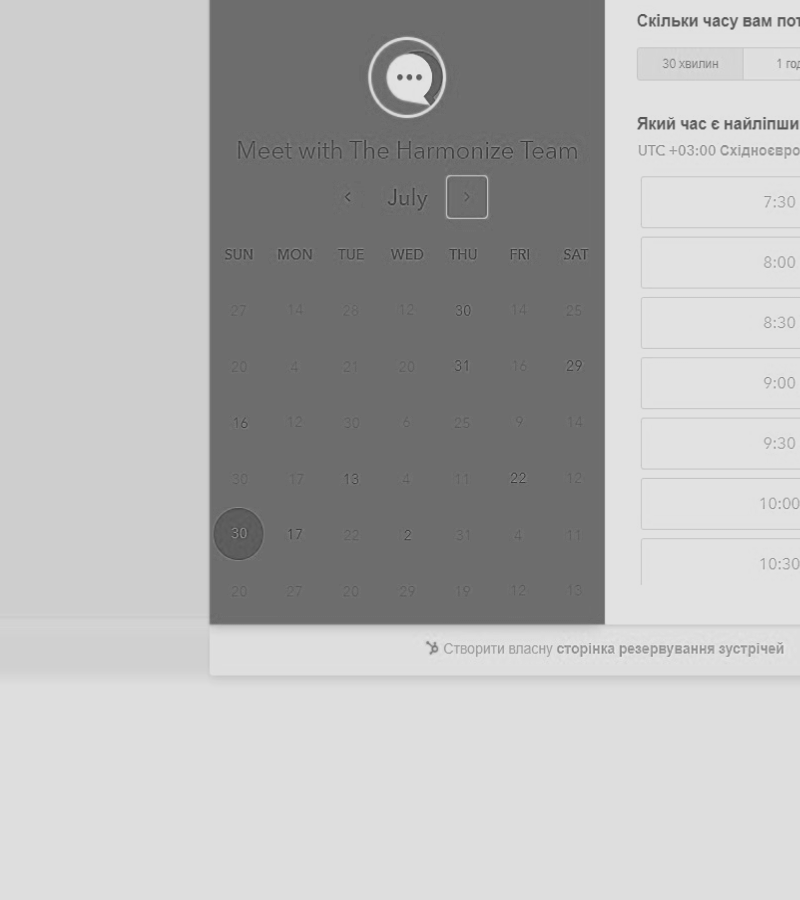 Meet with The Harmonize Team
July
SUN MON TUE WED THU FRI SAT
27 14 28 12 30 14 25
20 4 21 20 31 16 29
16 12 30 6 25 9 14
30 17 13 4 11 22 12
30 17 22 2 31 4 11
20 27 20 29 19 12 13
Скільки часу вам пот
30 хвилин 1 год
Який час є найліпши
UTC +03:00 Східноєвро
7:30
8:00
8:30
9:00
9:30
10:00
10:30
Створити власну сторінка резервування зустрічей